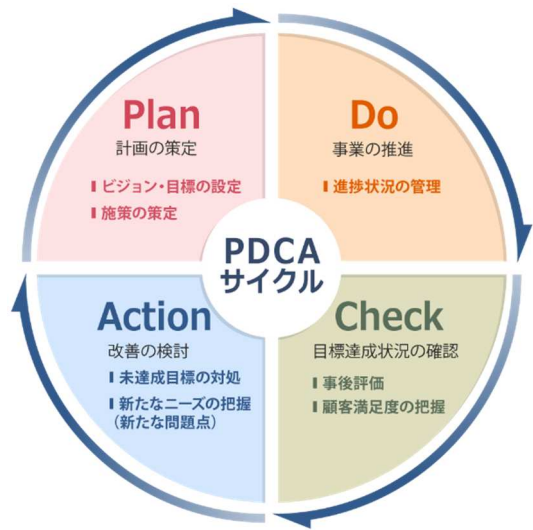 Plan
計画の策定
ビジョン・目標の設定
施策の策定
Do
事業の推進
進捗状況の管理
PDCA
サイクル
Action
改善の検討
未達成目標の対処
新たなニーズの把握
(新たな問題点)
Check
目標達成状況の確認
事後評価
顧客満足度の把握